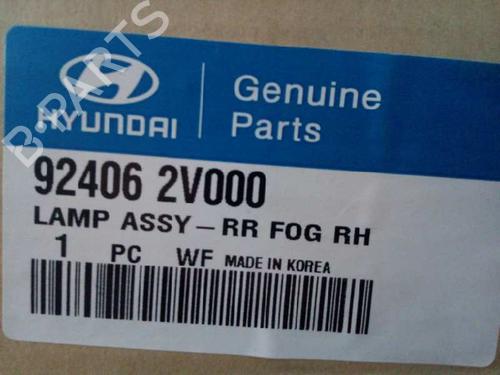 B-PARTS
HYUNDAI
Genuine
Parts
92406 2V000
LAMP ASSY-RR FOG RH
1 PC WF MADE IN KOREA